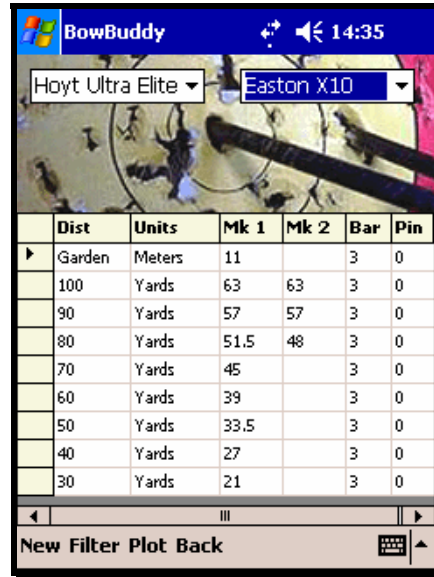 BowBuddy 14:35
Hoyt Ultra Elite Easton X10
Dist Units Mk 1 Mk 2 Bar Pin
Garden Meters 11 3 0
100 Yards 63 63 3 0
90 Yards 57 57 3 0
80 Yards 51.5 48 3 0
70 Yards 45 3 0
60 Yards 39 3 0
50 Yards 33.5 3 0
40 Yards 27 3 0
30 Yards 21 3 0
New Filter Plot Back